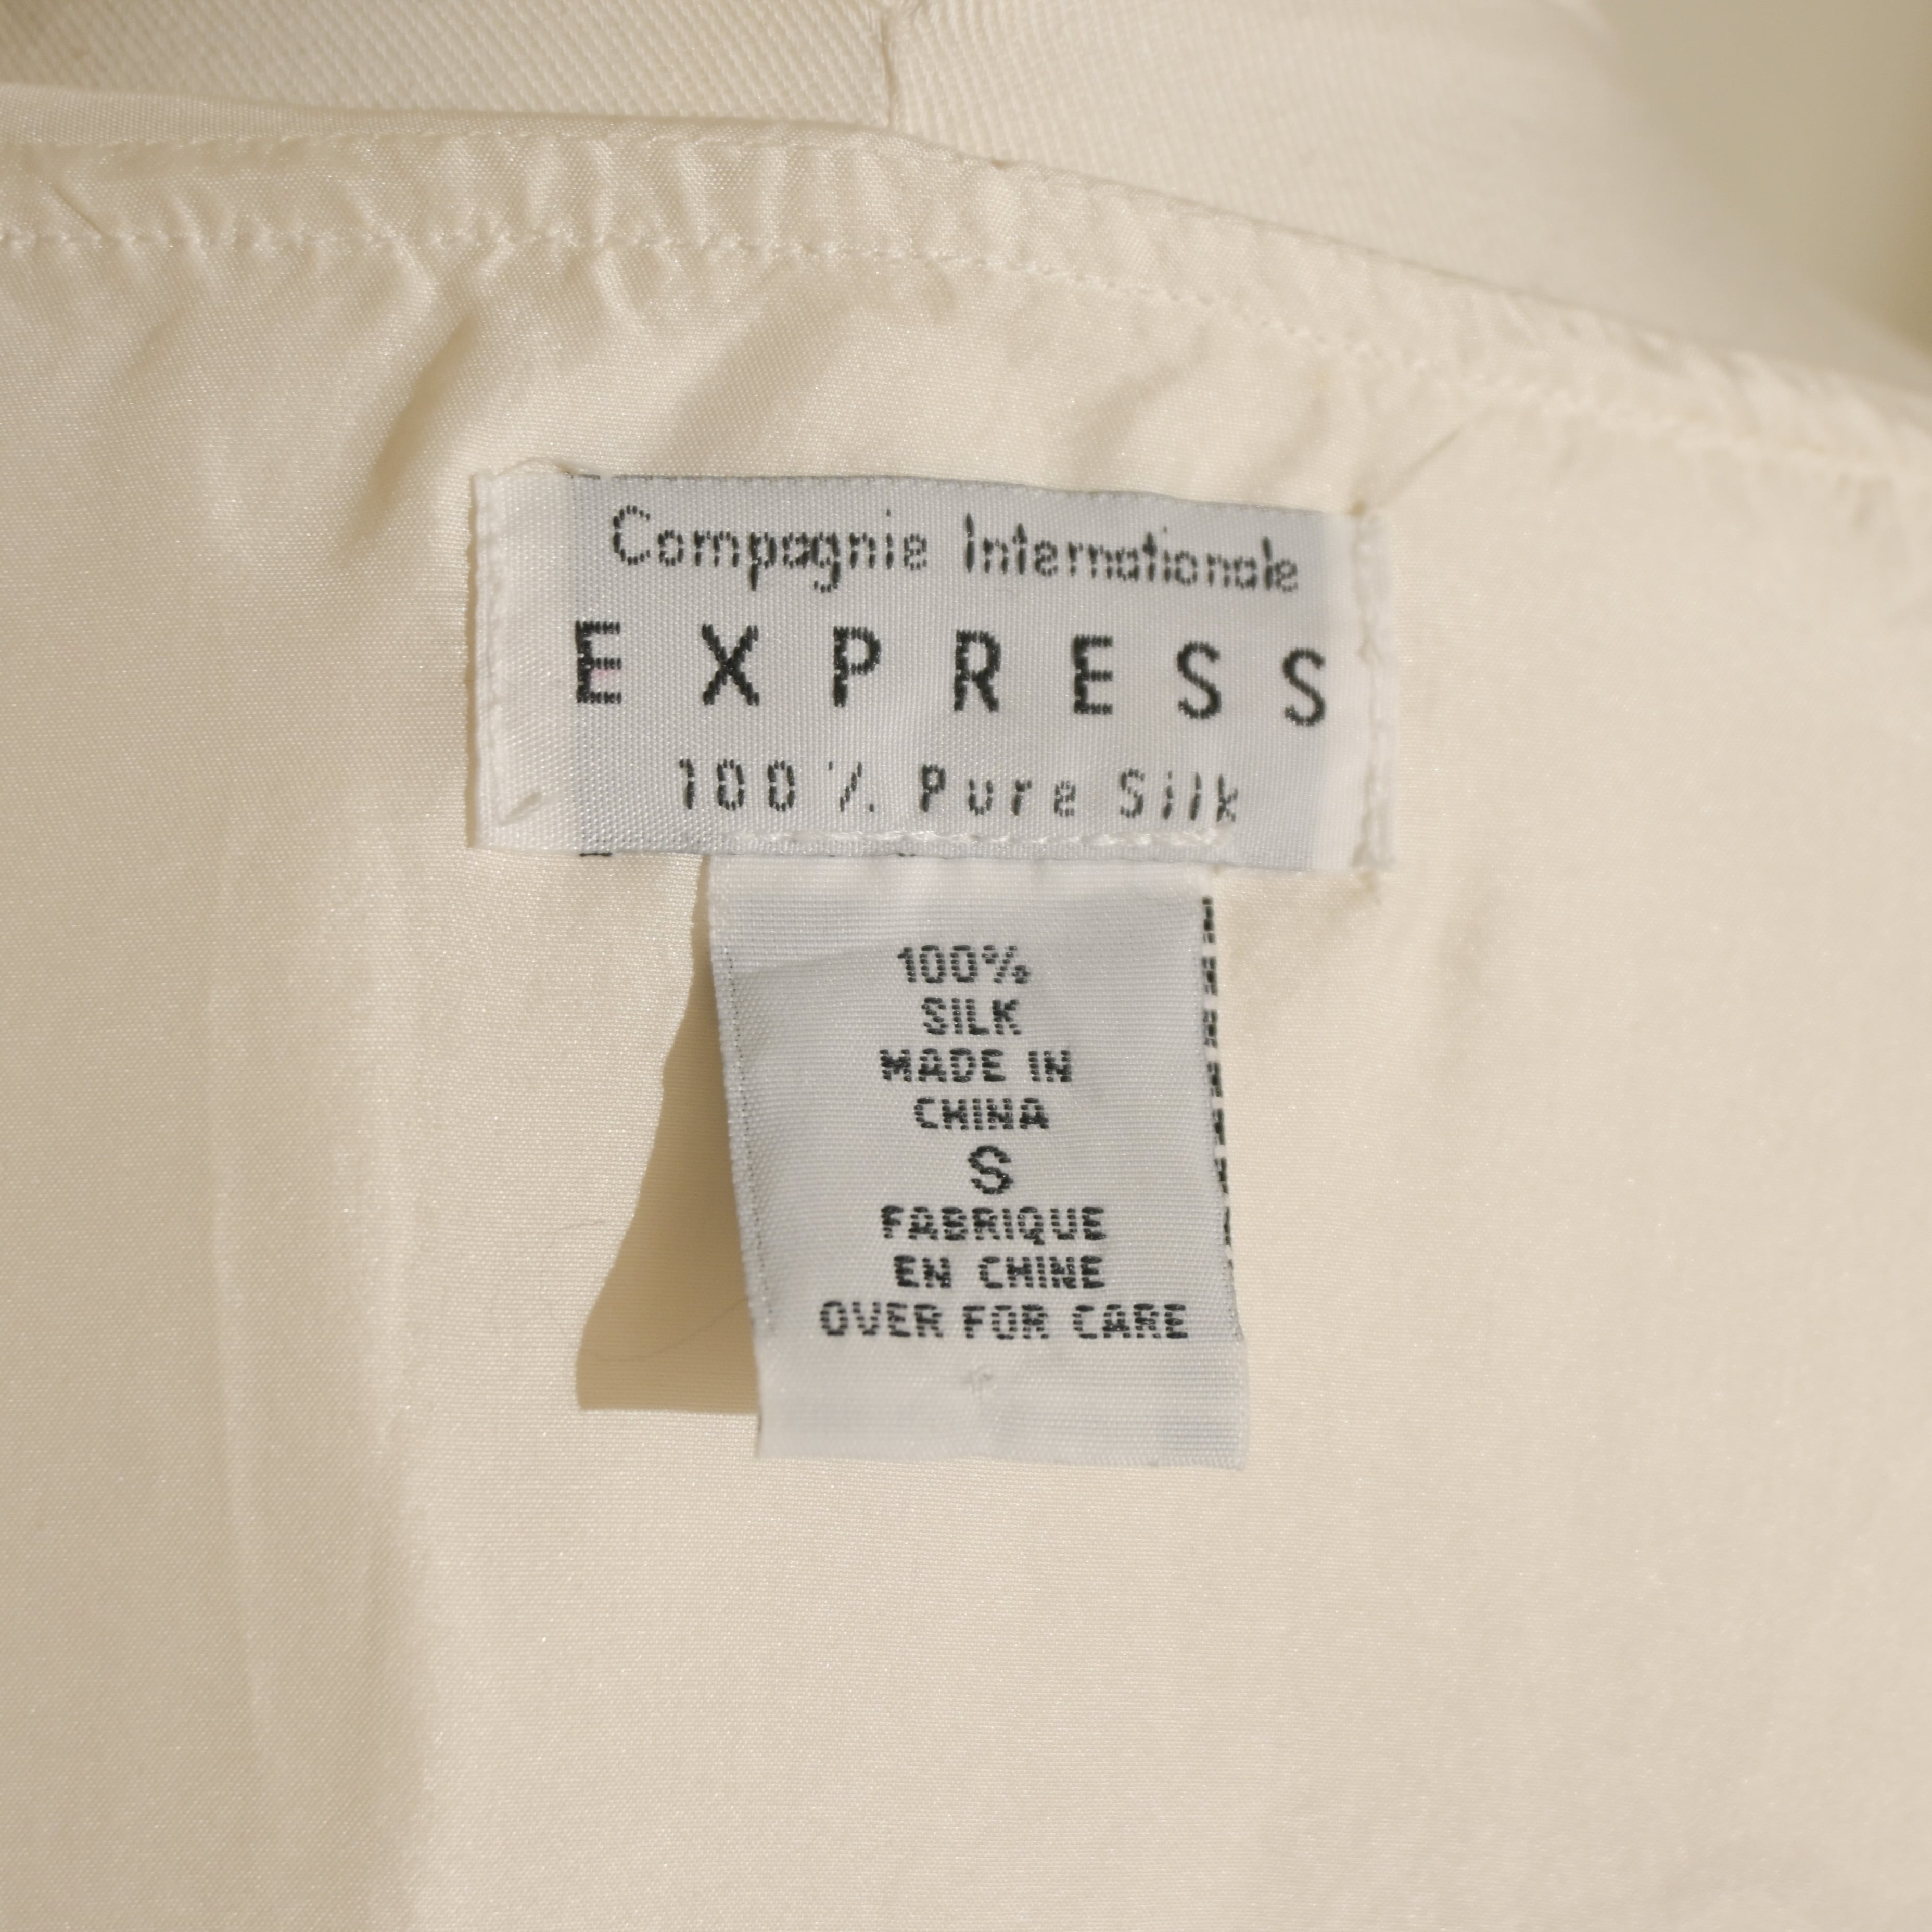 Compagnie Internationale
EXPRESS
100% Pure Silk
100%
SILK
MADE IN
CHINA
S
FABRIQUE
EN CHINE
OVER FOR CARE